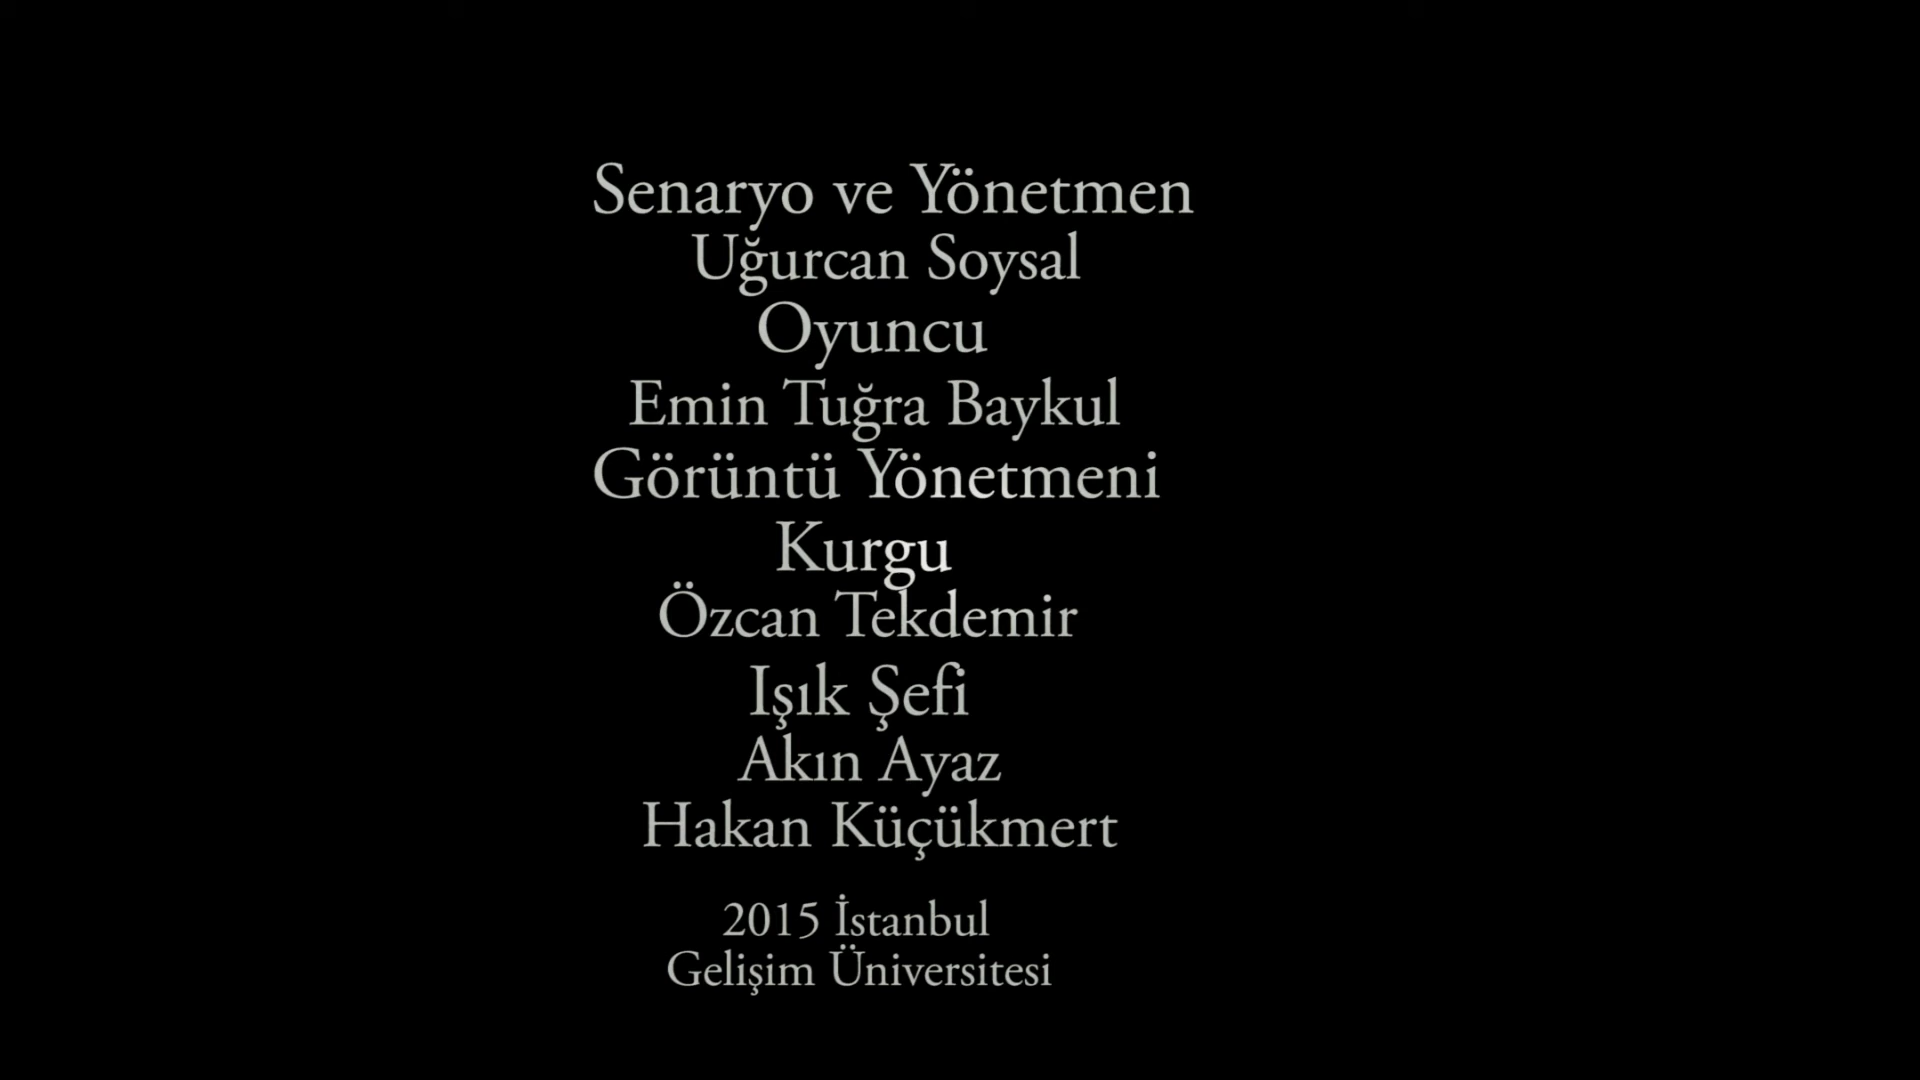 Senaryo ve Yönetmen
Uğurcan Soysal
Oyuncu
Emin Tuğra Baykul
Görüntü Yönetmeni
Kurgu
Özcan Tekdemir
Işık Şefi
Akın Ayaz
Hakan Küçükmert
2015 İstanbul
Gelişim Üniversitesi